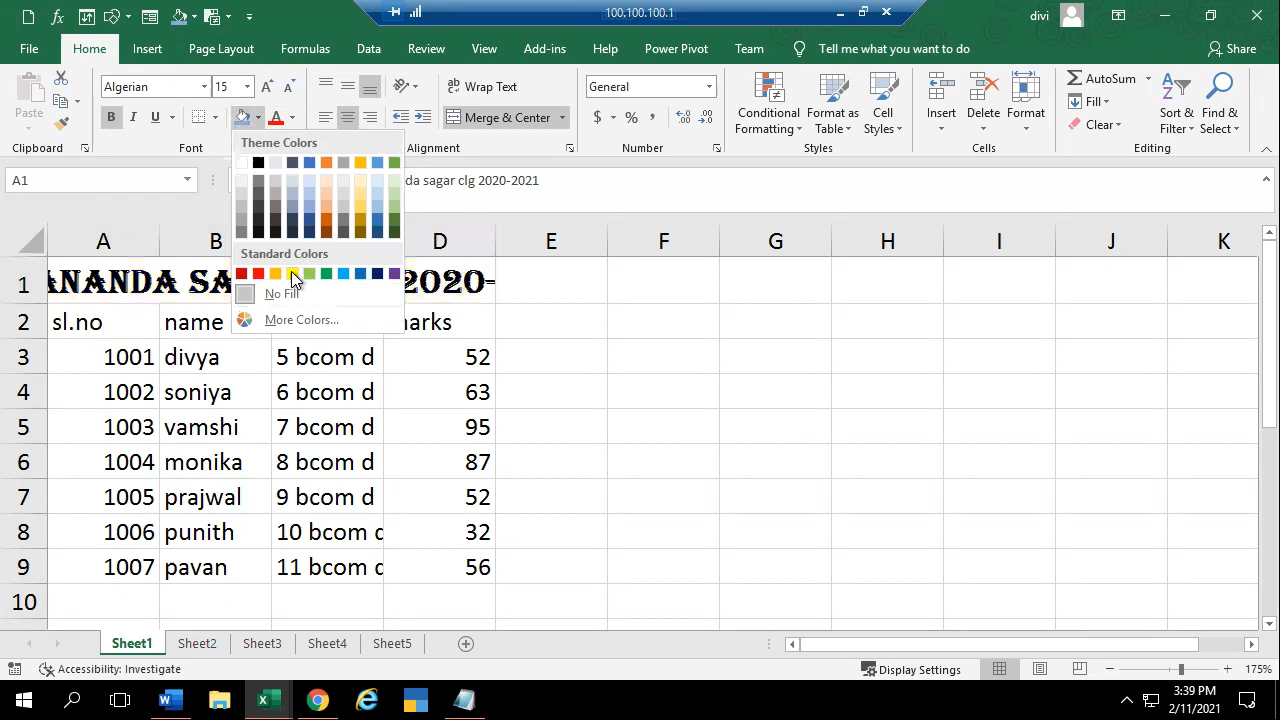 100.100.100.1
divi
File Home Insert Page Layout Formulas Data Review View Add-ins Help Power Pivot Team Tell me what you want to do Share
Paste
Algerian 15
Wrap Text
General
Conditional Formatting
Format as Table
Cell Styles
Insert
Delete
Format
AutoSum
Fill
Clear
Sort & Filter
Find & Select
B I U
Merge & Center
$ % ,
Clipboard Font Alignment Number Styles Cells Editing
Theme Colors
Standard Colors
No Fill
More Colors...
A1
da sagar clg 2020-2021
A B D E F G H I J K
1 ANANDA SA 2020-
2 sl.no name arks
3 1001 divya 5 bcom d 52
4 1002 soniya 6 bcom d 63
5 1003 vamshi 7 bcom d 95
6 1004 monika 8 bcom d 87
7 1005 prajwal 9 bcom d 52
8 1006 punith 10 bcom d 32
9 1007 pavan 11 bcom d 56
10
Sheet1 Sheet2 Sheet3 Sheet4 Sheet5
Accessibility: Investigate
Display Settings
175%
3:39 PM
2/11/2021